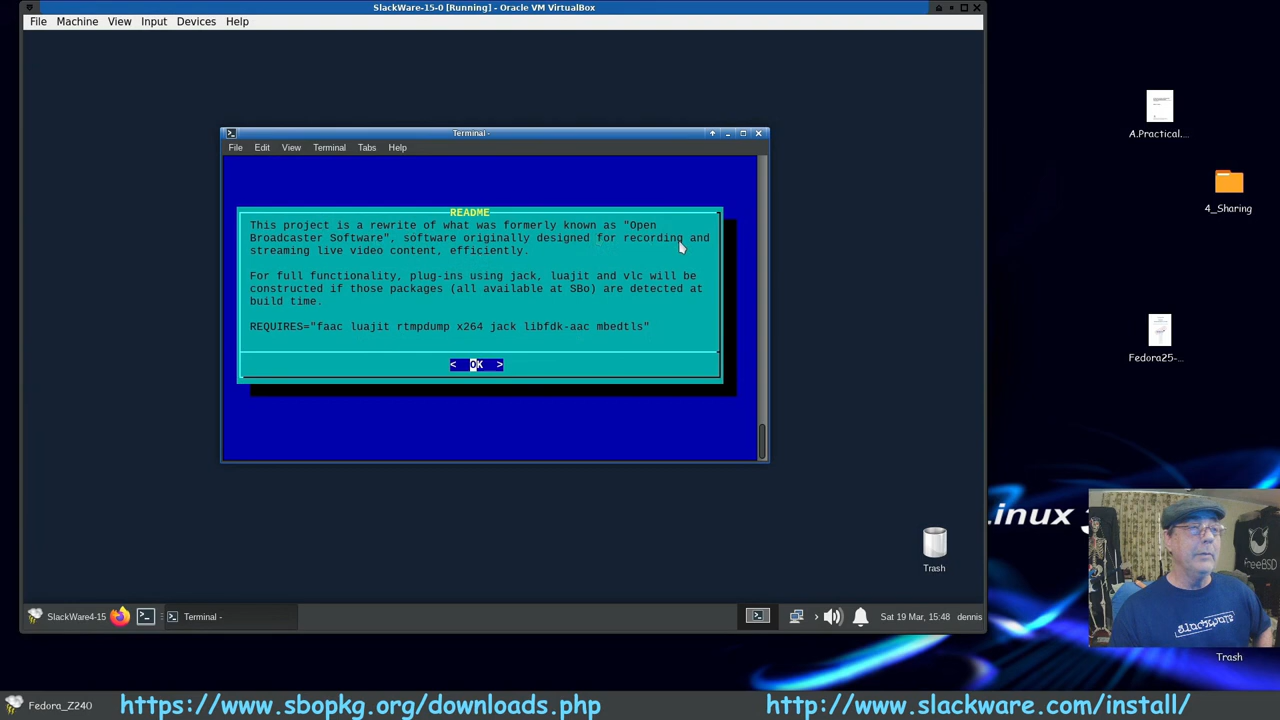 SlackWare-15-0 [Running] - Oracle VM VirtualBox
File Machine View Input Devices Help
Terminal -
File Edit View Terminal Tabs Help
README
This project is a rewrite of what was formerly known as "Open
Broadcaster Software", software originally designed for recording and
streaming live video content, efficiently.
For full functionality, plug-ins using jack, luajit and vlc will be
constructed if those packages (all available at SBo) are detected at
build time.
REQUIRES="faac luajit rtmpdump x264 jack libfdk-aac mbedtls"
< OK >
Trash
SlackWare4-15
Terminal -
Sat 19 Mar, 15:48 dennis
A.Practical....
4_Sharing
Fedora25-...
Linux
freeBSD
slackware
Trash
Fedora_Z240
https://www.sbopkg.org/downloads.php
http://www.slackware.com/install/